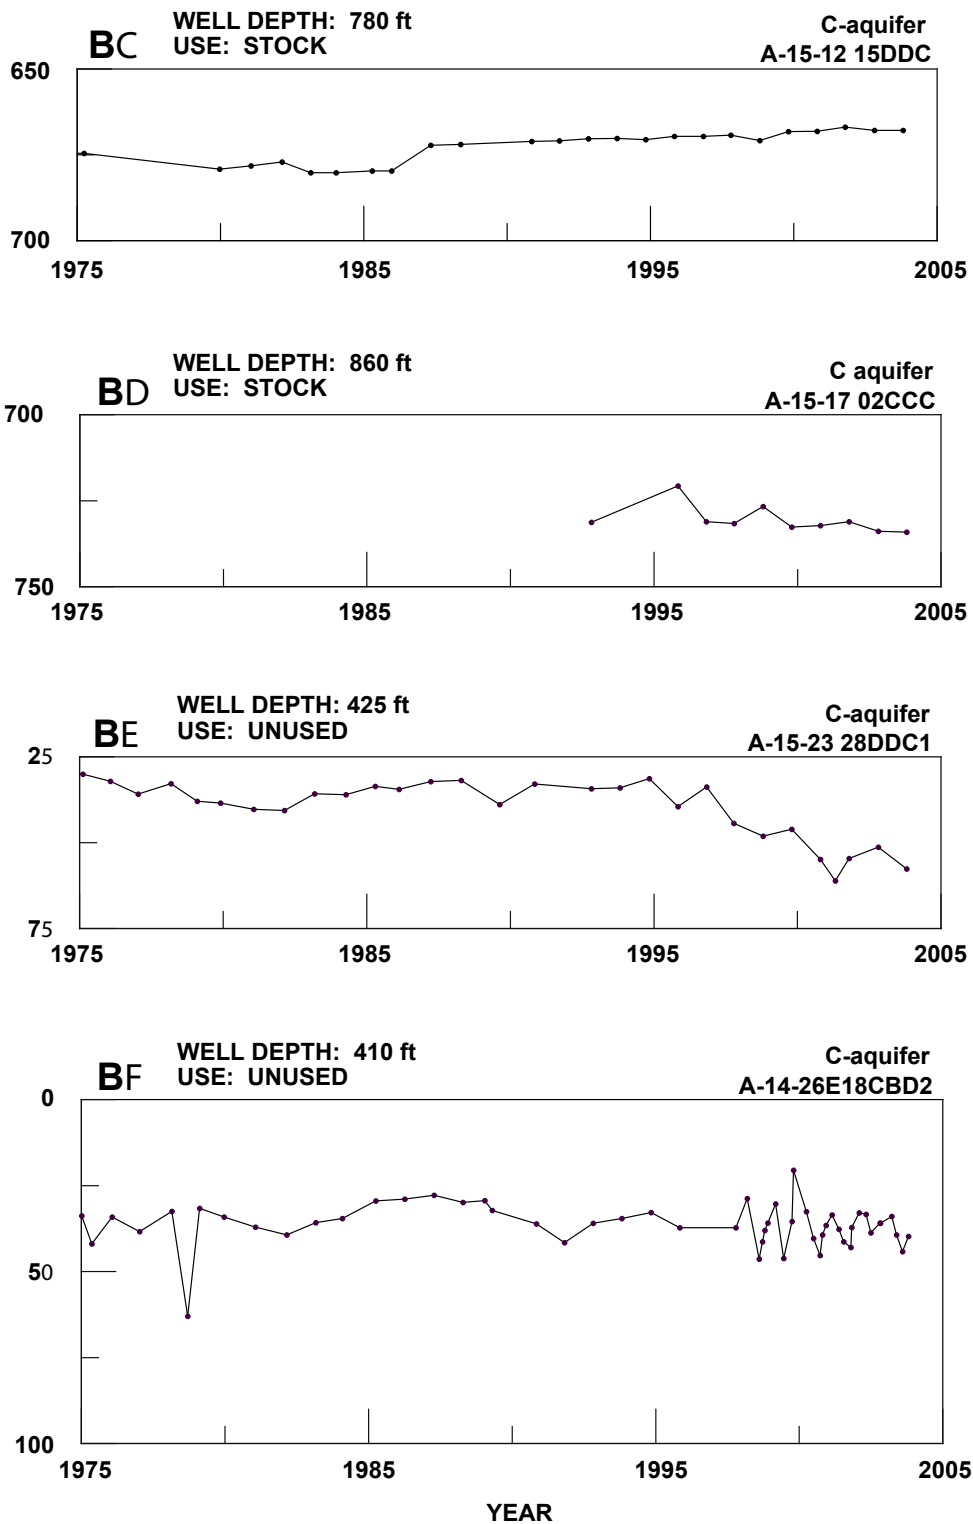 BC
WELL DEPTH: 780 ft
USE: STOCK
C-aquifer
A-15-12 15DDC
650
700
1975 1985 1995 2005
BD
WELL DEPTH: 860 ft
USE: STOCK
C aquifer
A-15-17 02CCC
700
750
1975 1985 1995 2005
BE
WELL DEPTH: 425 ft
USE: UNUSED
C-aquifer
A-15-23 28DDC1
25
75
1975 1985 1995 2005
BF
WELL DEPTH: 410 ft
USE: UNUSED
C-aquifer
A-14-26E18CBD2
0
50
100
1975 1985 1995 2005
YEAR